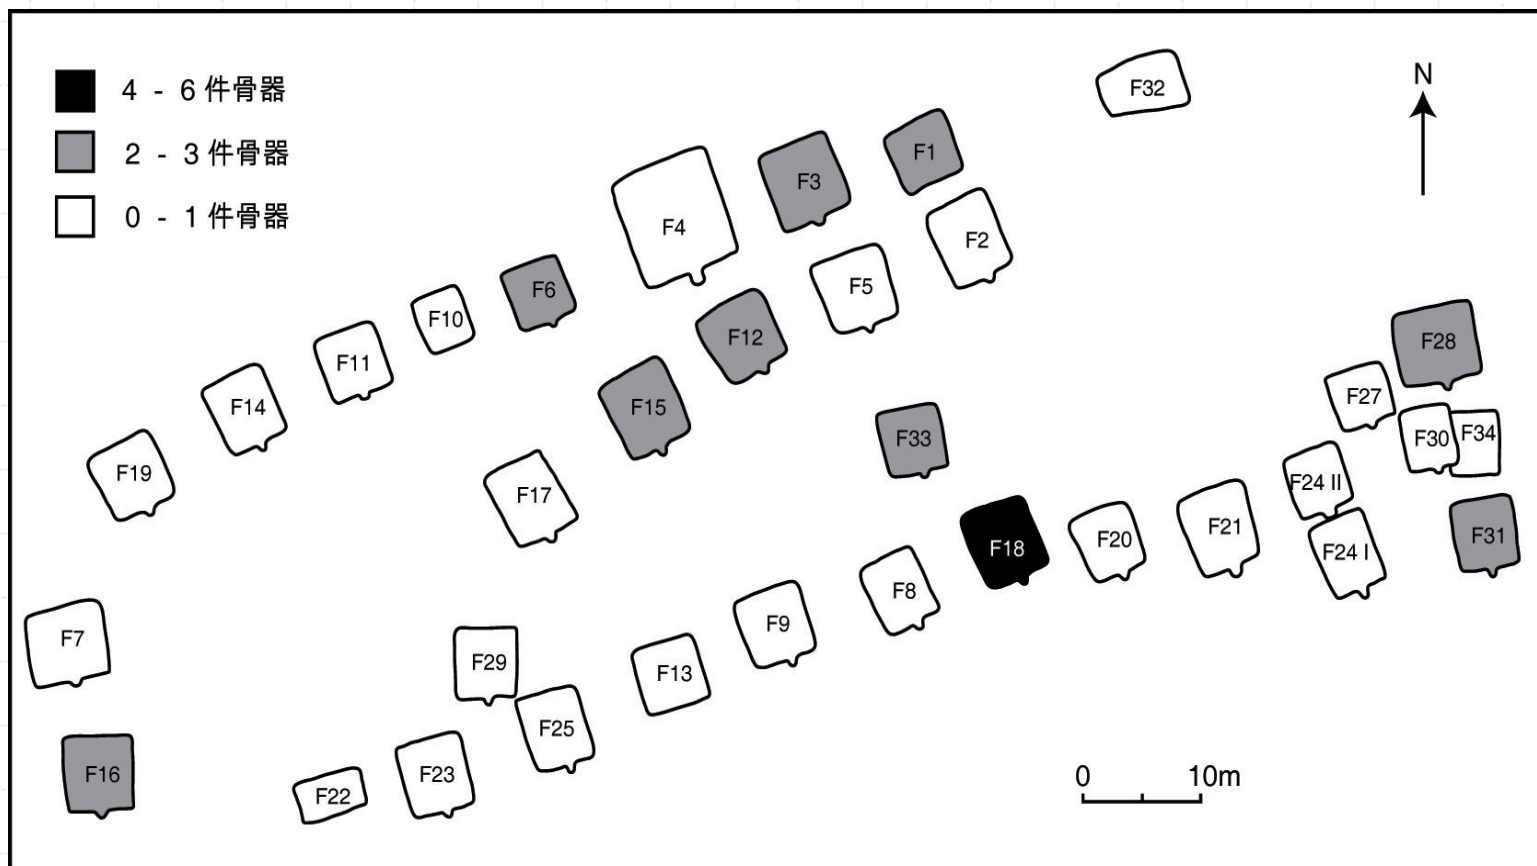 4 - 6 件骨器
2 - 3 件骨器
0 - 1 件骨器
N
F32
F1
F3
F4
F2
F5
F6
F10
F12
F11
F28
F27
F14
F15
F33
F30
F34
F19
F17
F24 II
F18
F20
F21
F24 I
F31
F8
F9
F7
F29
F13
F25
F16
F23
F22
0 10m